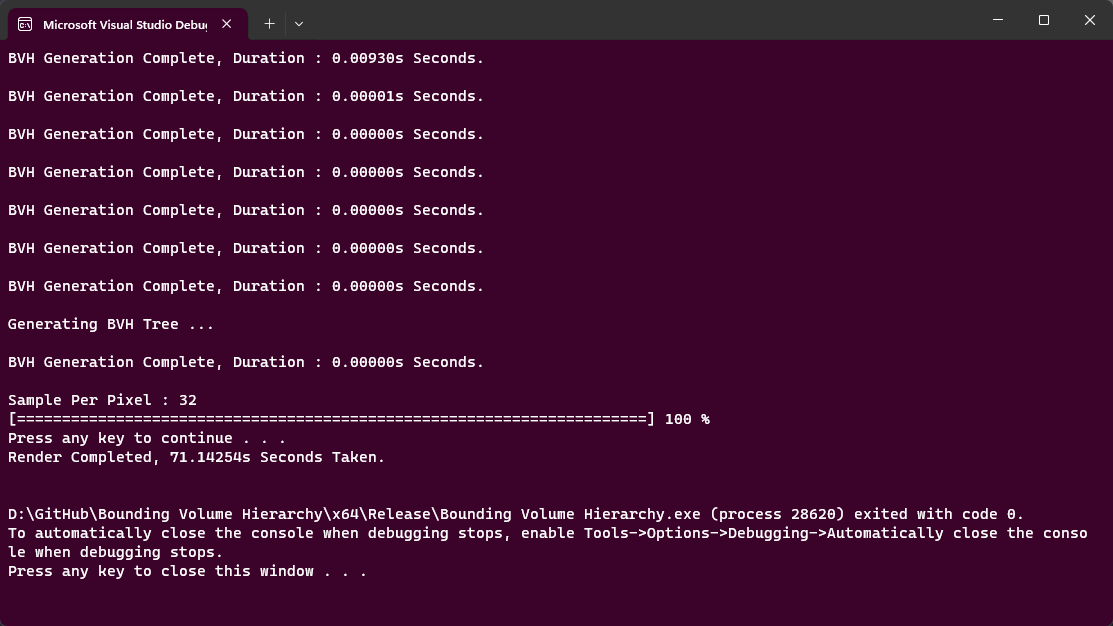 Microsoft Visual Studio Debug
BVH Generation Complete, Duration : 0.00930s Seconds.
BVH Generation Complete, Duration : 0.00001s Seconds.
BVH Generation Complete, Duration : 0.00000s Seconds.
BVH Generation Complete, Duration : 0.00000s Seconds.
BVH Generation Complete, Duration : 0.00000s Seconds.
BVH Generation Complete, Duration : 0.00000s Seconds.
BVH Generation Complete, Duration : 0.00000s Seconds.
Generating BVH Tree ...
BVH Generation Complete, Duration : 0.00000s Seconds.
Sample Per Pixel : 32
[======================================================================] 100 %
Press any key to continue . . .
Render Completed, 71.14254s Seconds Taken.
D:\GitHub\Bounding Volume Hierarchy\x64\Release\Bounding Volume Hierarchy.exe (process 28620) exited with code 0.
To automatically close the console when debugging stops, enable Tools->Options->Debugging->Automatically close the conso
le when debugging stops.
Press any key to close this window . . .